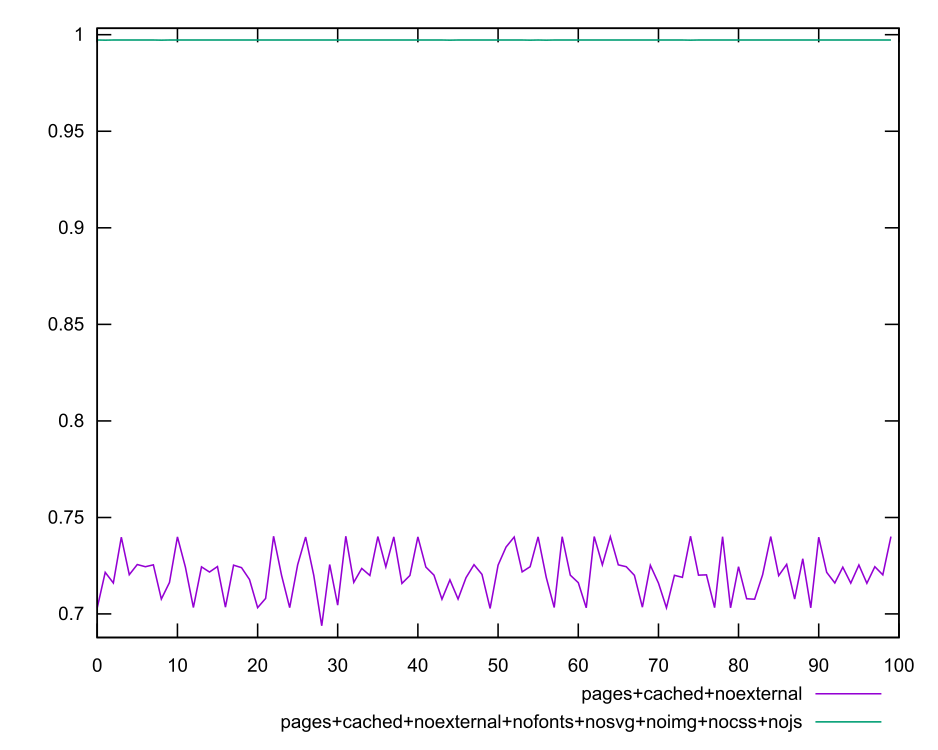 1
0.95
0.9
0.85
0.8
0.75
0.7
0 10 20 30 40 50 60 70 80 90 100
pages+cached+noexternal
pages+cached+noexternal+nofonts+nosvg+noimg+nocss+nojs